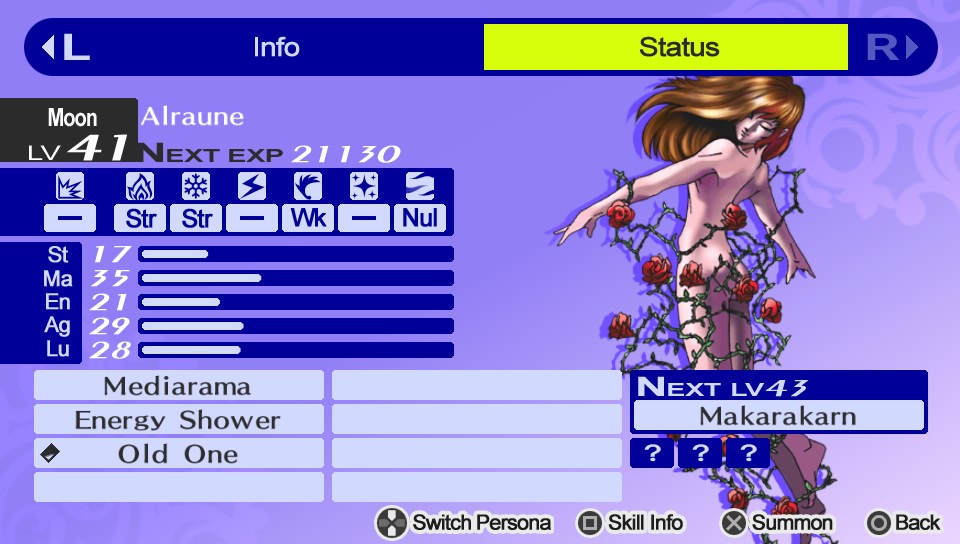 L Info Status R
Moon
Alraune
LV 41 NEXT EXP 21130
— Str Str — Wk — Nul
St 17
Ma 35
En 21
Ag 29
Lu 28
Mediarama
Energy Shower
Old One
NEXT LV43
Makarakarn
? ? ?
Switch Persona Skill Info Summon Back